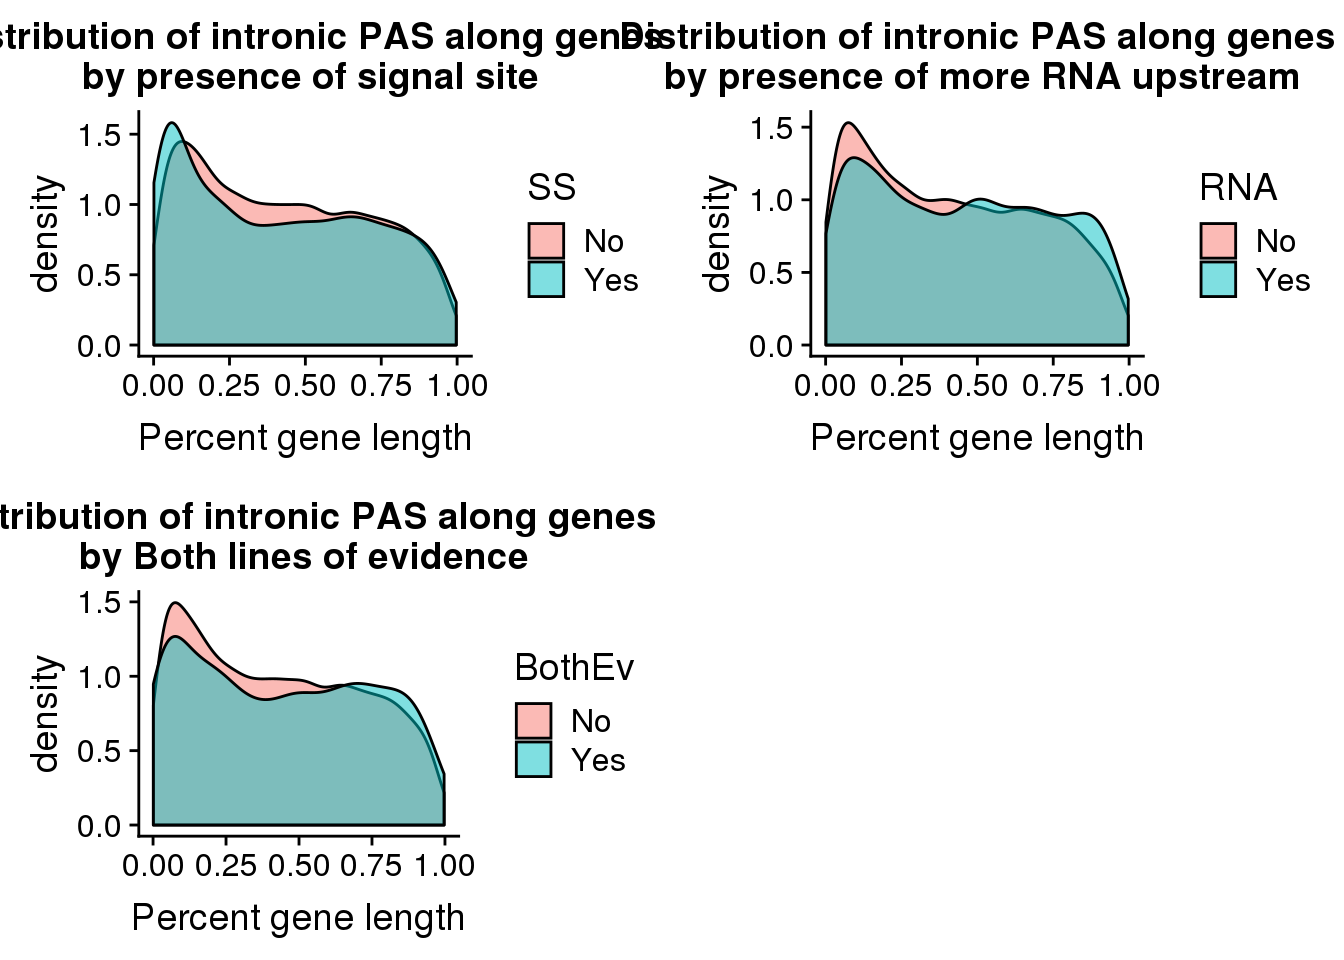 stribution of intronic PAS along genes
by presence of signal site
1.5
1.0
0.5
0.0
density
0.00 0.25 0.50 0.75 1.00
Percent gene length
SS
No
Yes
Distribution of intronic PAS along genes
by presence of more RNA upstream
1.5
1.0
0.5
0.0
density
0.00 0.25 0.50 0.75 1.00
Percent gene length
RNA
No
Yes
tribution of intronic PAS along genes
by Both lines of evidence
1.5
1.0
0.5
0.0
density
0.00 0.25 0.50 0.75 1.00
Percent gene length
BothEv
No
Yes